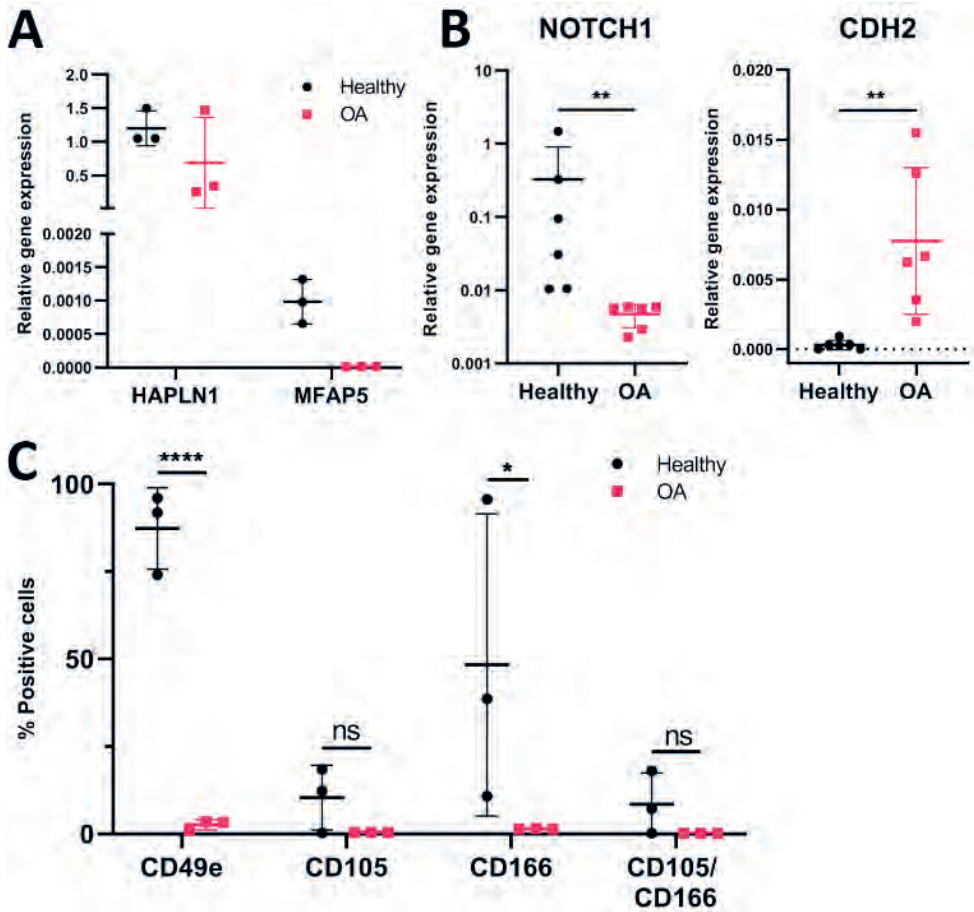 A
Relative gene expression
2.0
1.5
1.0
0.5
0.0020
0.0015
0.0010
0.0005
0.0000
HAPLN1 MFAP5
Healthy
OA
B
NOTCH1
Relative gene expression
10
1
0.1
0.01
0.001
**
Healthy OA
CDH2
Relative gene expression
0.020
0.015
0.010
0.005
0.000
**
Healthy OA
C
% Positive cells
100
50
0
****
ns
*
ns
Healthy
OA
CD49e CD105 CD166 CD105/
CD166